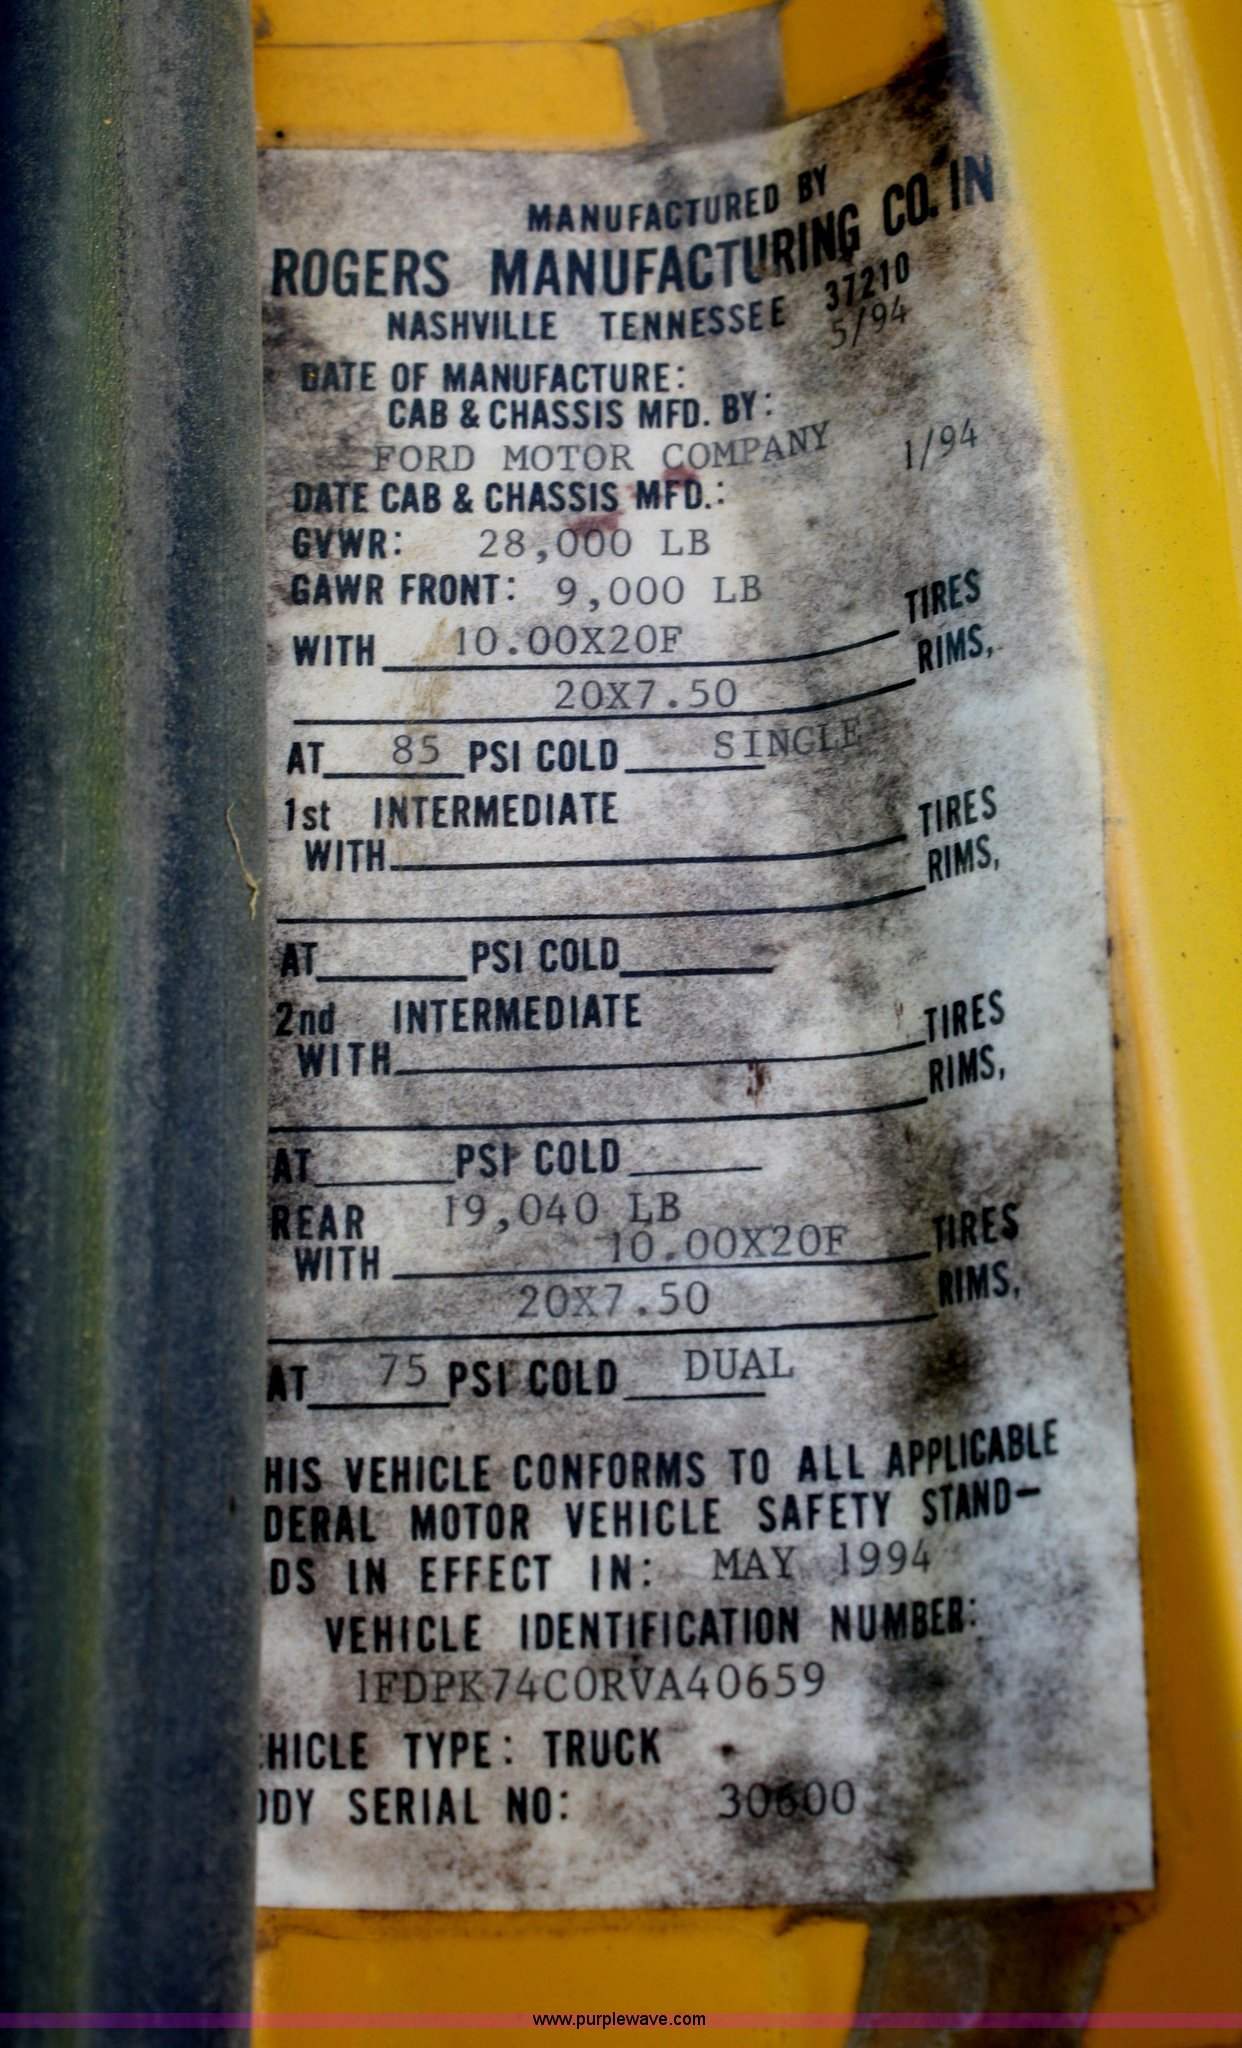 MANUFACTURED BY
ROGERS MANUFACTURING CO. IN
NASHVILLE TENNESSEE 37210
5/94
DATE OF MANUFACTURE:
CAB & CHASSIS MFD. BY:
FORD MOTOR COMPANY 1/94
DATE CAB & CHASSIS MFD.:
GVWR: 28,000 LB
GAWR FRONT: 9,000 LB
WITH 10.00X20F TIRES
20X7.50 RIMS,
AT 85 PSI COLD SINGLE
1st INTERMEDIATE
WITH TIRES
RIMS,
AT PSI COLD
2nd INTERMEDIATE
WITH TIRES
RIMS,
AT PSI COLD
REAR 19,040 LB
WITH 10.00X20F TIRES
20X7.50 RIMS,
AT 75 PSI COLD DUAL
HIS VEHICLE CONFORMS TO ALL APPLICABLE
DERAL MOTOR VEHICLE SAFETY STAND-
DS IN EFFECT IN: MAY 1994
VEHICLE IDENTIFICATION NUMBER:
1FDPK74C0RVA40659
HICLE TYPE: TRUCK
ODY SERIAL NO: 30600
www.purplewave.com